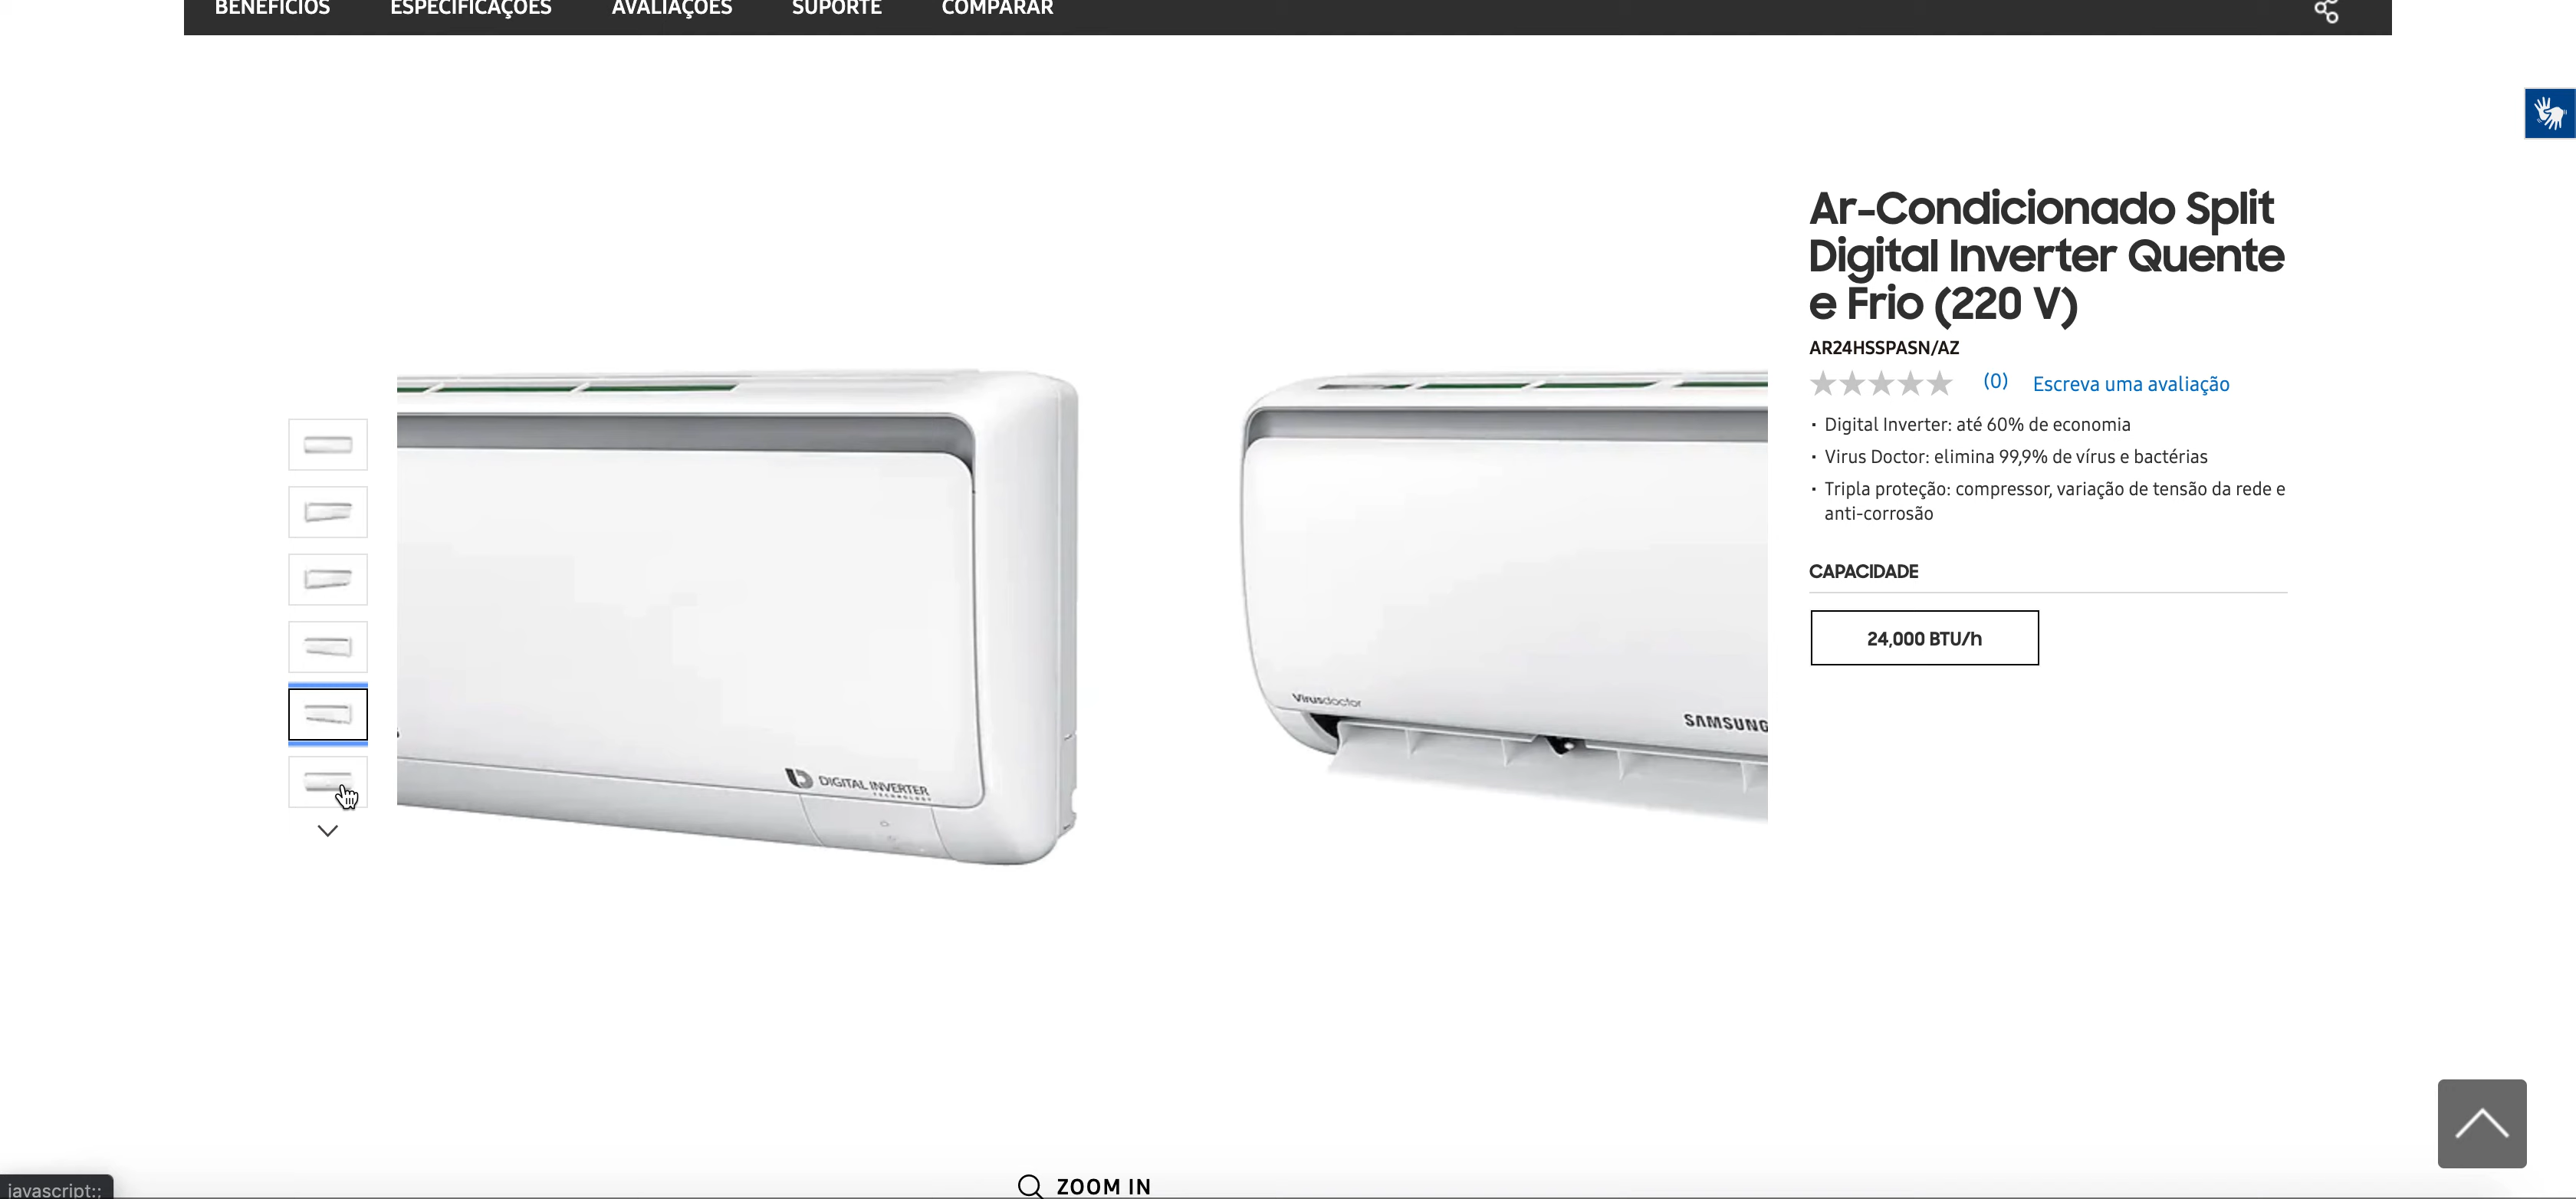 BENEFÍCIOS ESPECIFICAÇÕES AVALIAÇÕES SUPORTE COMPARAR
Ar-Condicionado Split
Digital Inverter Quente
e Frio (220 V)
AR24HSSPASN/AZ
(0) Escreva uma avaliação
• Digital Inverter: até 60% de economia
• Virus Doctor: elimina 99,9% de vírus e bactérias
• Tripla proteção: compressor, variação de tensão da rede e
anti-corrosão
CAPACIDADE
24,000 BTU/h
Virusdoctor
SAMSUNG
DIGITAL INVERTER
TECHNOLOGY
ZOOM IN
javascript:;